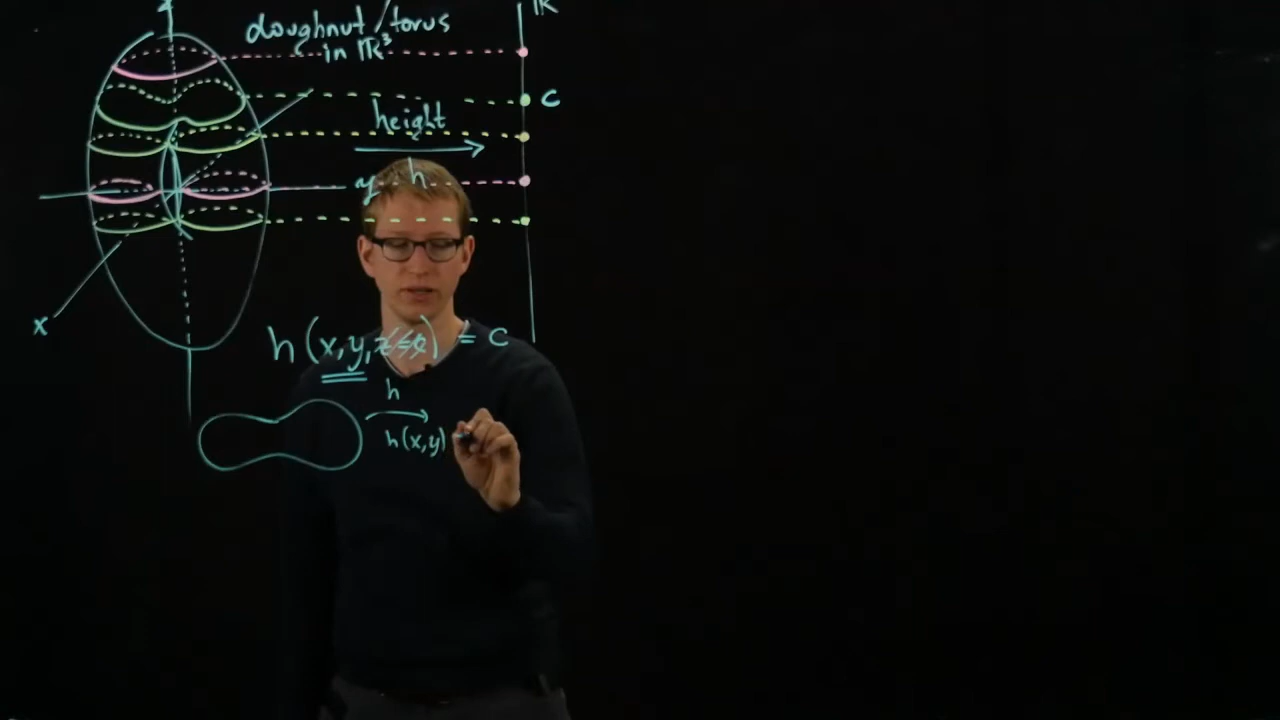 z
ℝ
doughnut / torus
in ℝ³
c
height
h
y
x
h(x,y,z=c) = c
h
h(x,y)